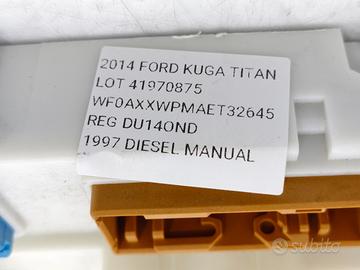 2014 FORD KUGA TITAN
LOT 41970875
WF0AXXWPMAET32645
REG DU14OND
1997 DIESEL MANUAL
subito